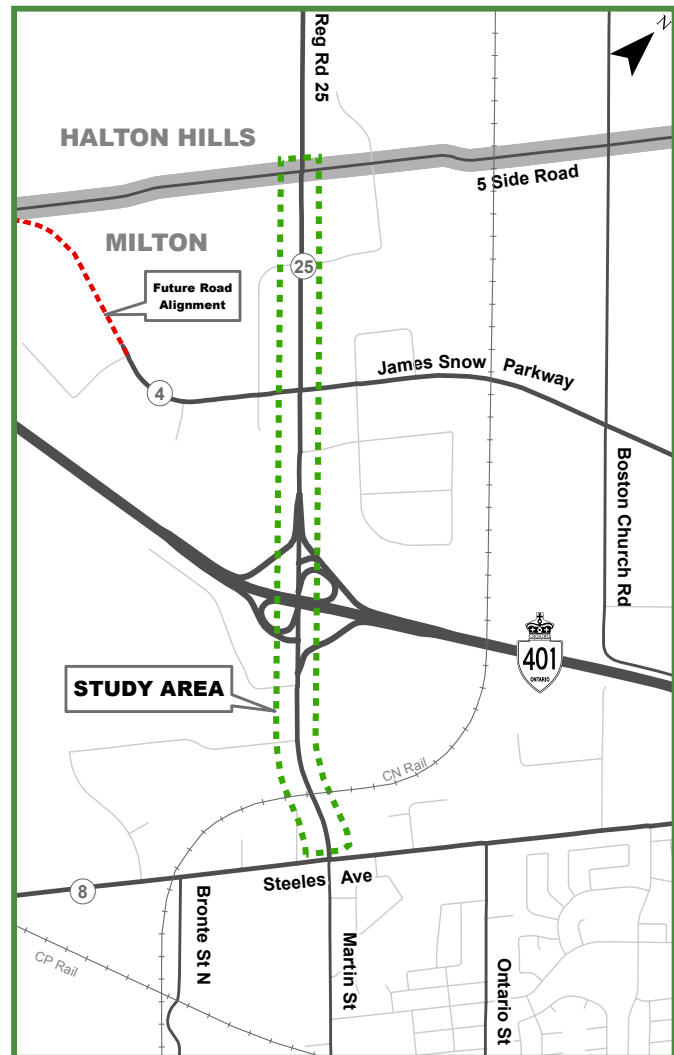 N
Reg Rd 25
HALTON HILLS
5 Side Road
MILTON
25
Future Road
Alignment
James Snow Parkway
4
Boston Church Rd
401
ONTARIO
STUDY AREA
CN Rail
Steeles Ave
8
Bronte St N
Martin St
Ontario St
CP Rail